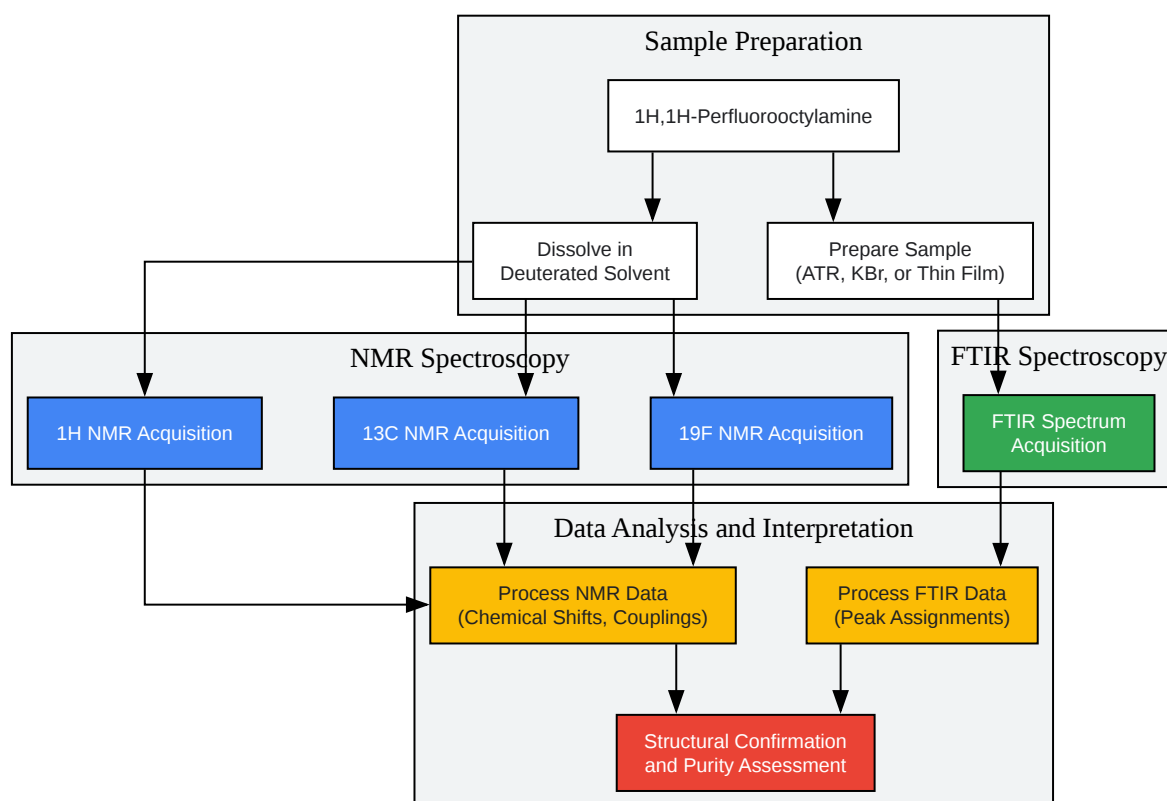 Sample Preparation
1H,1H-Perfluorooctylamine
Dissolve in
Deuterated Solvent
Prepare Sample
(ATR, KBr, or Thin Film)
NMR Spectroscopy
FTIR Spectroscopy
1H NMR Acquisition
13C NMR Acquisition
19F NMR Acquisition
FTIR Spectrum
Acquisition
Data Analysis and Interpretation
Process NMR Data
(Chemical Shifts, Couplings)
Process FTIR Data
(Peak Assignments)
Structural Confirmation
and Purity Assessment